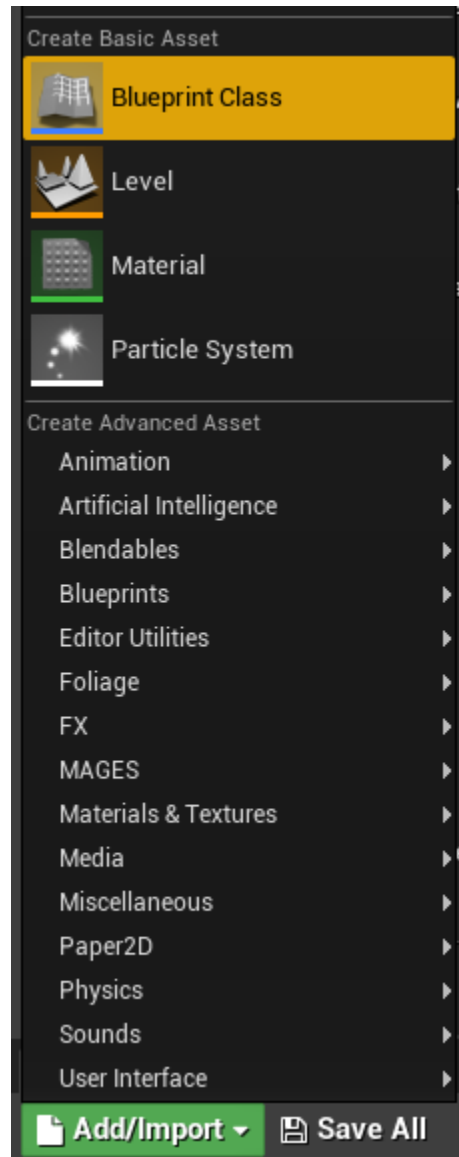 Create Basic Asset
Blueprint Class
Level
Material
Particle System
Create Advanced Asset
Animation
Artificial Intelligence
Blendables
Blueprints
Editor Utilities
Foliage
FX
MAGES
Materials & Textures
Media
Miscellaneous
Paper2D
Physics
Sounds
User Interface
Add/Import Save All